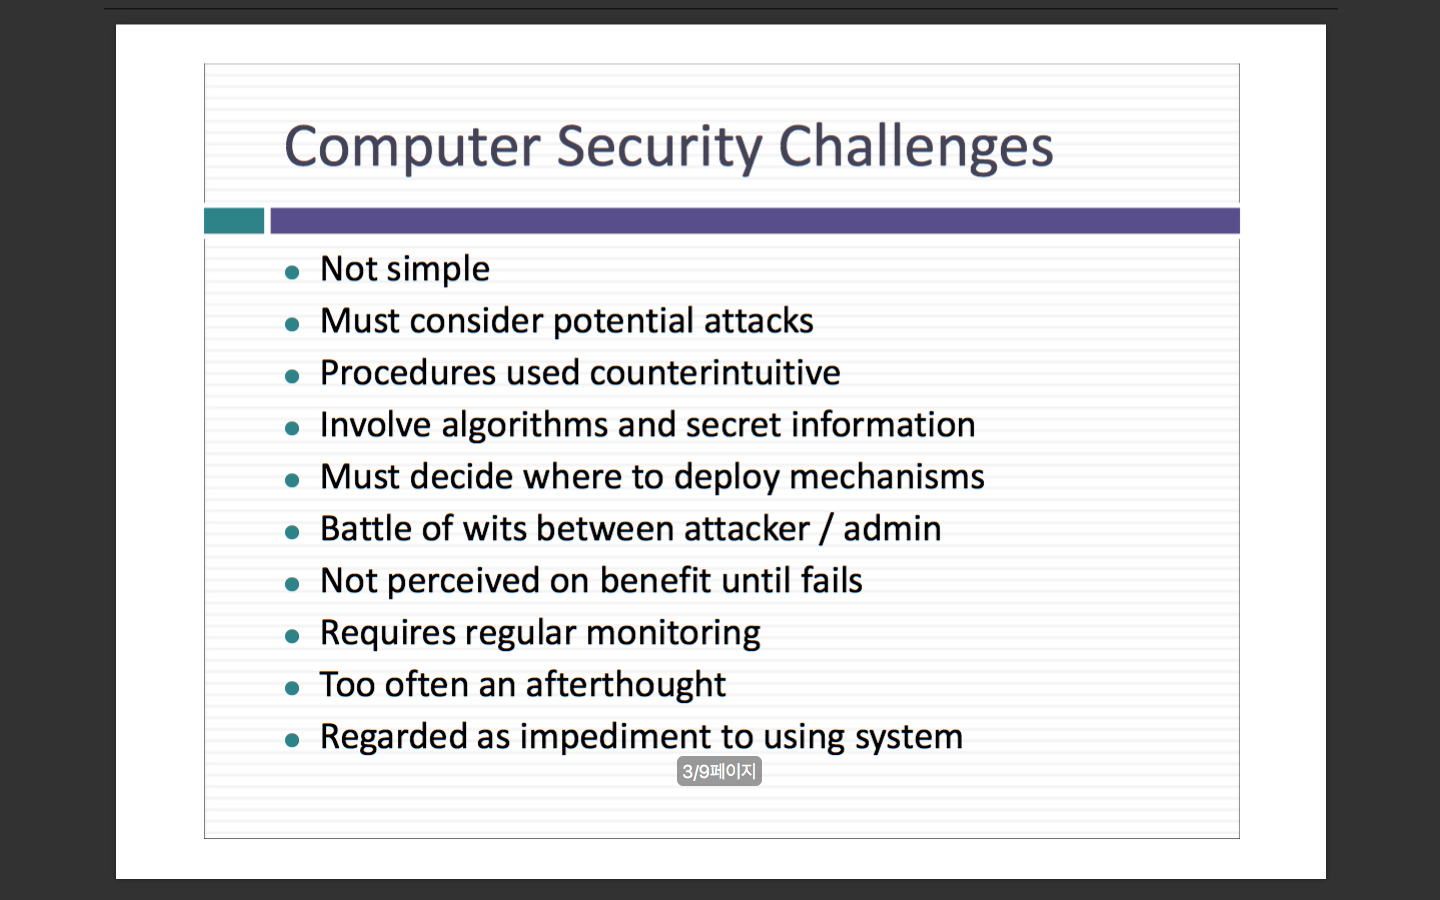 Computer Security Challenges
Not simple
Must consider potential attacks
Procedures used counterintuitive
Involve algorithms and secret information
Must decide where to deploy mechanisms
Battle of wits between attacker / admin
Not perceived on benefit until fails
Requires regular monitoring
Too often an afterthought
Regarded as impediment to using system
3/9페이지